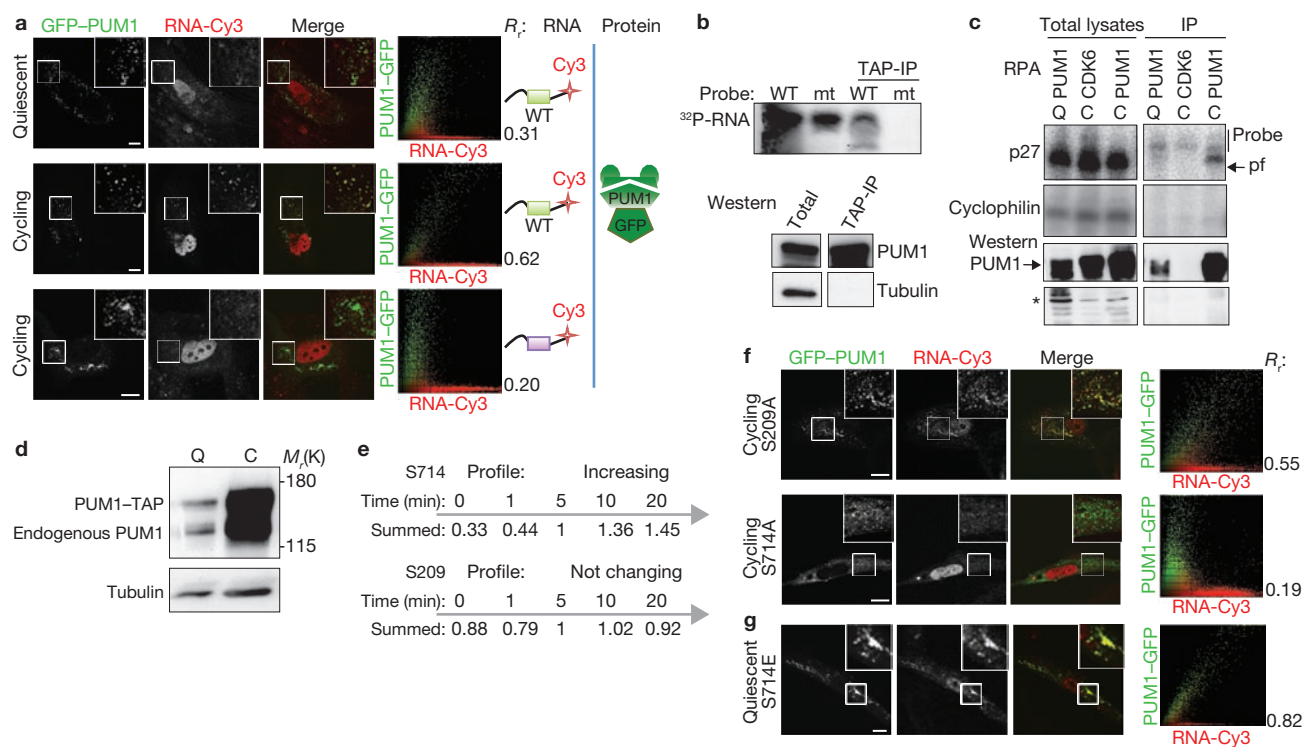 a
GFP–PUM1 RNA-Cy3 Merge Rr: RNA Protein
Quiescent
PUM1–GFP
RNA-Cy3
0.31
Cy3
WT
Cycling
PUM1–GFP
RNA-Cy3
0.62
Cy3
WT
PUM1
GFP
Cycling
PUM1–GFP
RNA-Cy3
0.20
Cy3
b
TAP-IP
Probe: WT mt WT mt
32P-RNA
Western
Total TAP-IP
PUM1
Tubulin
c
Total lysates IP
RPA
Q PUM1 C CDK6 C PUM1 Q PUM1 C CDK6 C PUM1
p27
Probe
pf
Cyclophilin
Western
PUM1
*
d
Q C Mr(K)
PUM1–TAP
Endogenous PUM1
-180
-115
Tubulin
e
S714 Profile: Increasing
Time (min): 0 1 5 10 20
Summed: 0.33 0.44 1 1.36 1.45
S209 Profile: Not changing
Time (min): 0 1 5 10 20
Summed: 0.88 0.79 1 1.02 0.92
f
GFP–PUM1 RNA-Cy3 Merge Rr:
Cycling
S209A
PUM1–GFP
RNA-Cy3
0.55
Cycling
S714A
PUM1–GFP
RNA-Cy3
0.19
g
Quiescent
S714E
PUM1–GFP
RNA-Cy3
0.82